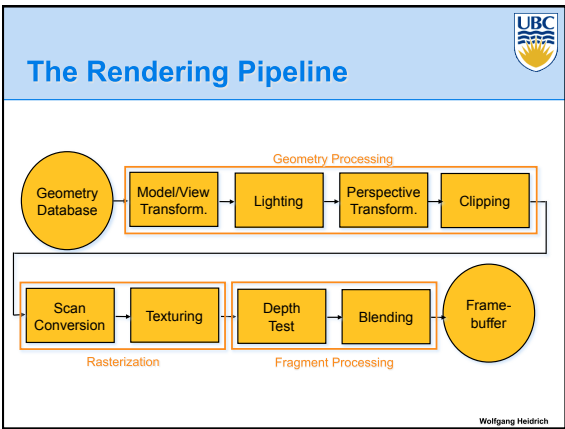 UBC
The Rendering Pipeline
Geometry Processing
Geometry
Database
Model/View
Transform.
Lighting
Perspective
Transform.
Clipping
Scan
Conversion
Texturing
Depth
Test
Blending
Frame-
buffer
Rasterization
Fragment Processing
Wolfgang Heidrich